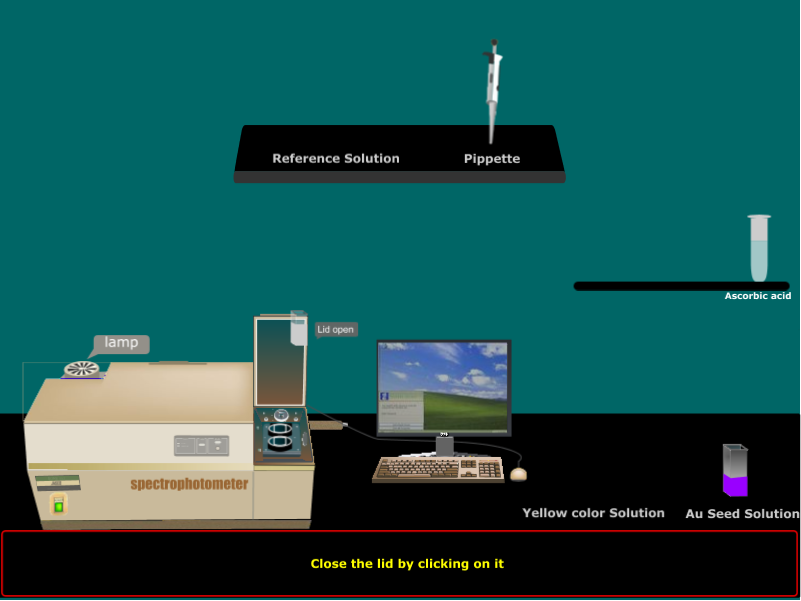 Reference Solution
Pippette
Ascorbic acid
Lid open
lamp
spectrophotometer
Yellow color Solution
Au Seed Solution
Close the lid by clicking on it